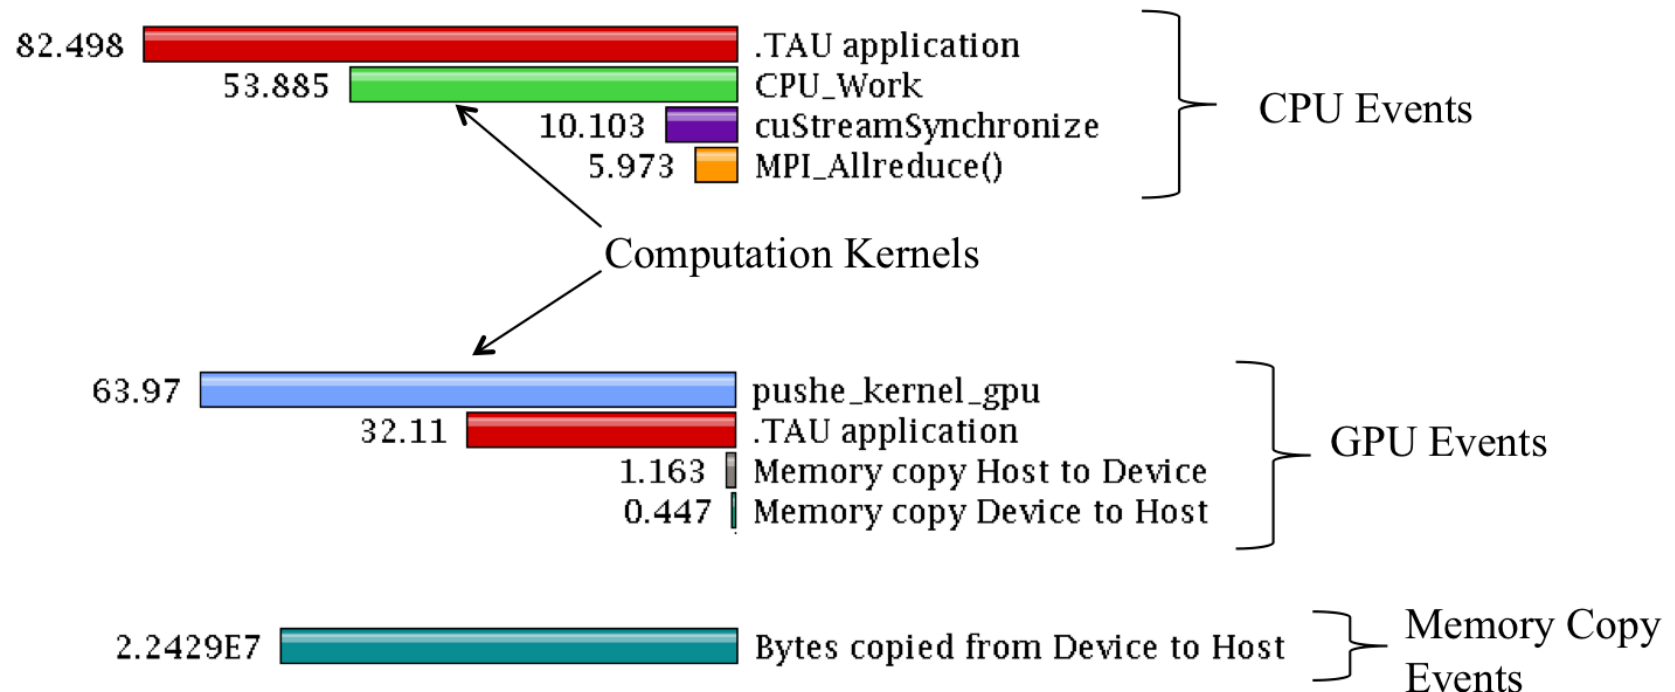 82.498 .TAU application
53.885 CPU_Work
10.103 cuStreamSynchronize
5.973 MPI_Allreduce()
CPU Events
Computation Kernels
63.97 pushe_kernel_gpu
32.11 .TAU application
1.163 Memory copy Host to Device
0.447 Memory copy Device to Host
GPU Events
2.2429E7 Bytes copied from Device to Host
Memory Copy
Events